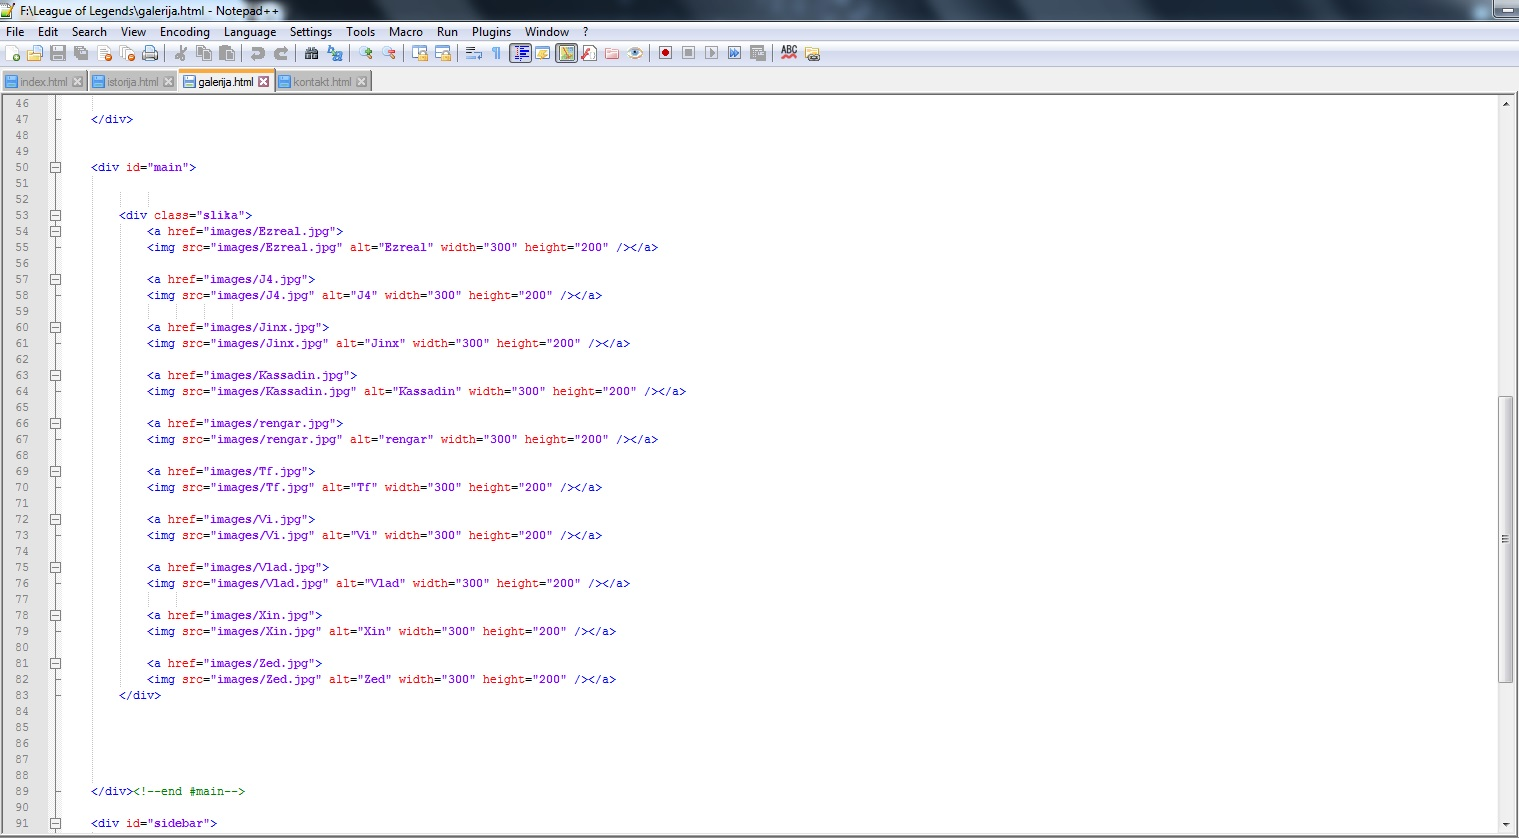 F:\League of Legends\galerija.html - Notepad++
File Edit Search View Encoding Language Settings Tools Macro Run Plugins Window ?
index.html istorija.html galerija.html kontakt.html
46
47 </div>
48
49
50 <div id="main">
51
52
53 <div class="slika">
54 <a href="images/Ezreal.jpg">
55 <img src="images/Ezreal.jpg" alt="Ezreal" width="300" height="200" /></a>
56
57 <a href="images/J4.jpg">
58 <img src="images/J4.jpg" alt="J4" width="300" height="200" /></a>
59
60 <a href="images/Jinx.jpg">
61 <img src="images/Jinx.jpg" alt="Jinx" width="300" height="200" /></a>
62
63 <a href="images/Kassadin.jpg">
64 <img src="images/Kassadin.jpg" alt="Kassadin" width="300" height="200" /></a>
65
66 <a href="images/rengar.jpg">
67 <img src="images/rengar.jpg" alt="rengar" width="300" height="200" /></a>
68
69 <a href="images/Tf.jpg">
70 <img src="images/Tf.jpg" alt="Tf" width="300" height="200" /></a>
71
72 <a href="images/Vi.jpg">
73 <img src="images/Vi.jpg" alt="Vi" width="300" height="200" /></a>
74
75 <a href="images/Vlad.jpg">
76 <img src="images/Vlad.jpg" alt="Vlad" width="300" height="200" /></a>
77
78 <a href="images/Xin.jpg">
79 <img src="images/Xin.jpg" alt="Xin" width="300" height="200" /></a>
80
81 <a href="images/Zed.jpg">
82 <img src="images/Zed.jpg" alt="Zed" width="300" height="200" /></a>
83 </div>
84
85
86
87
88
89 </div><!--end #main-->
90
91 <div id="sidebar">